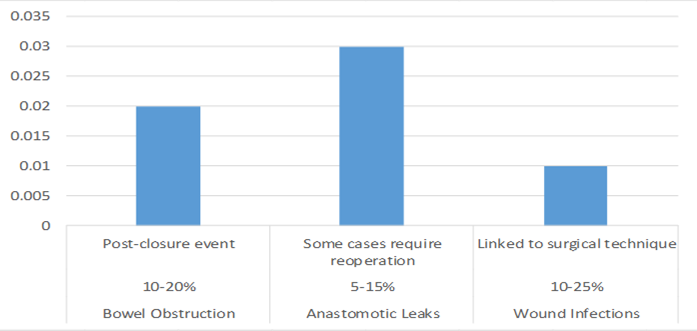 0.035
0.03
0.025
0.02
0.015
0.01
0.005
0
Post-closure event
Some cases require
reoperation
Linked to surgical technique
10-20%
5-15%
10-25%
Bowel Obstruction
Anastomotic Leaks
Wound Infections